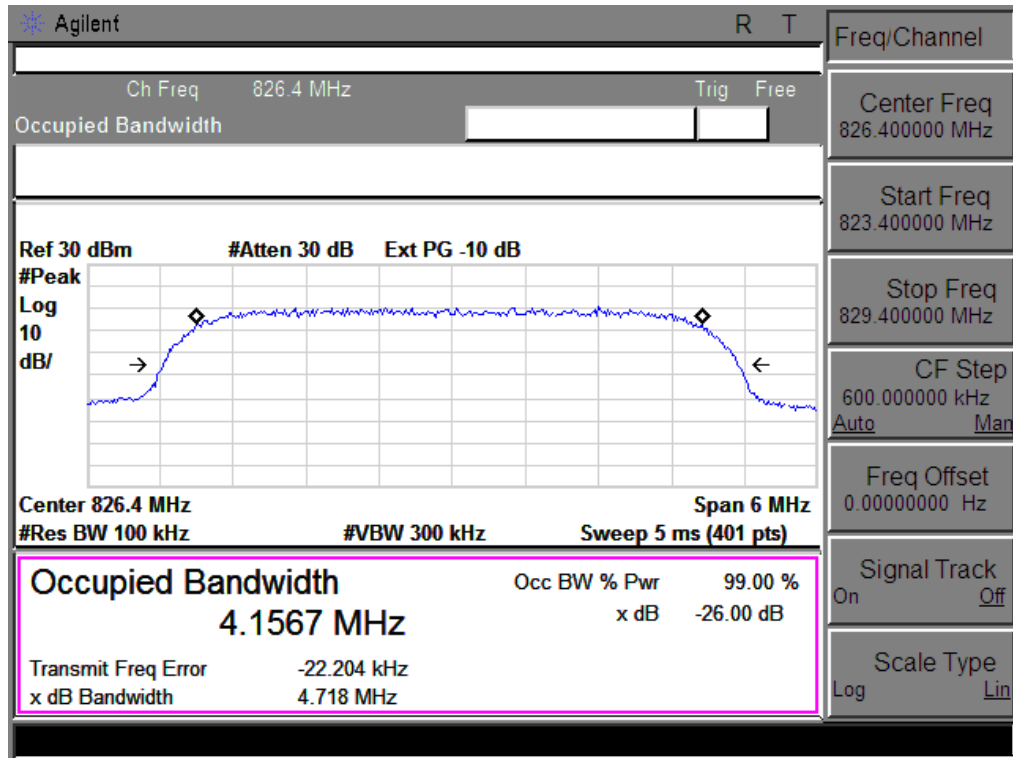 Agilent R T
Ch Freq 826.4 MHz Trig Free
Occupied Bandwidth
Ref 30 dBm #Atten 30 dB Ext PG -10 dB
#Peak
Log
10
dB/
Center 826.4 MHz Span 6 MHz
#Res BW 100 kHz #VBW 300 kHz Sweep 5 ms (401 pts)
Occupied Bandwidth Occ BW % Pwr 99.00 %
4.1567 MHz x dB -26.00 dB
Transmit Freq Error -22.204 kHz
x dB Bandwidth 4.718 MHz
Freq/Channel
Center Freq
826.400000 MHz
Start Freq
823.400000 MHz
Stop Freq
829.400000 MHz
CF Step
600.000000 kHz
Auto Man
Freq Offset
0.00000000 Hz
Signal Track
On Off
Scale Type
Log Lin